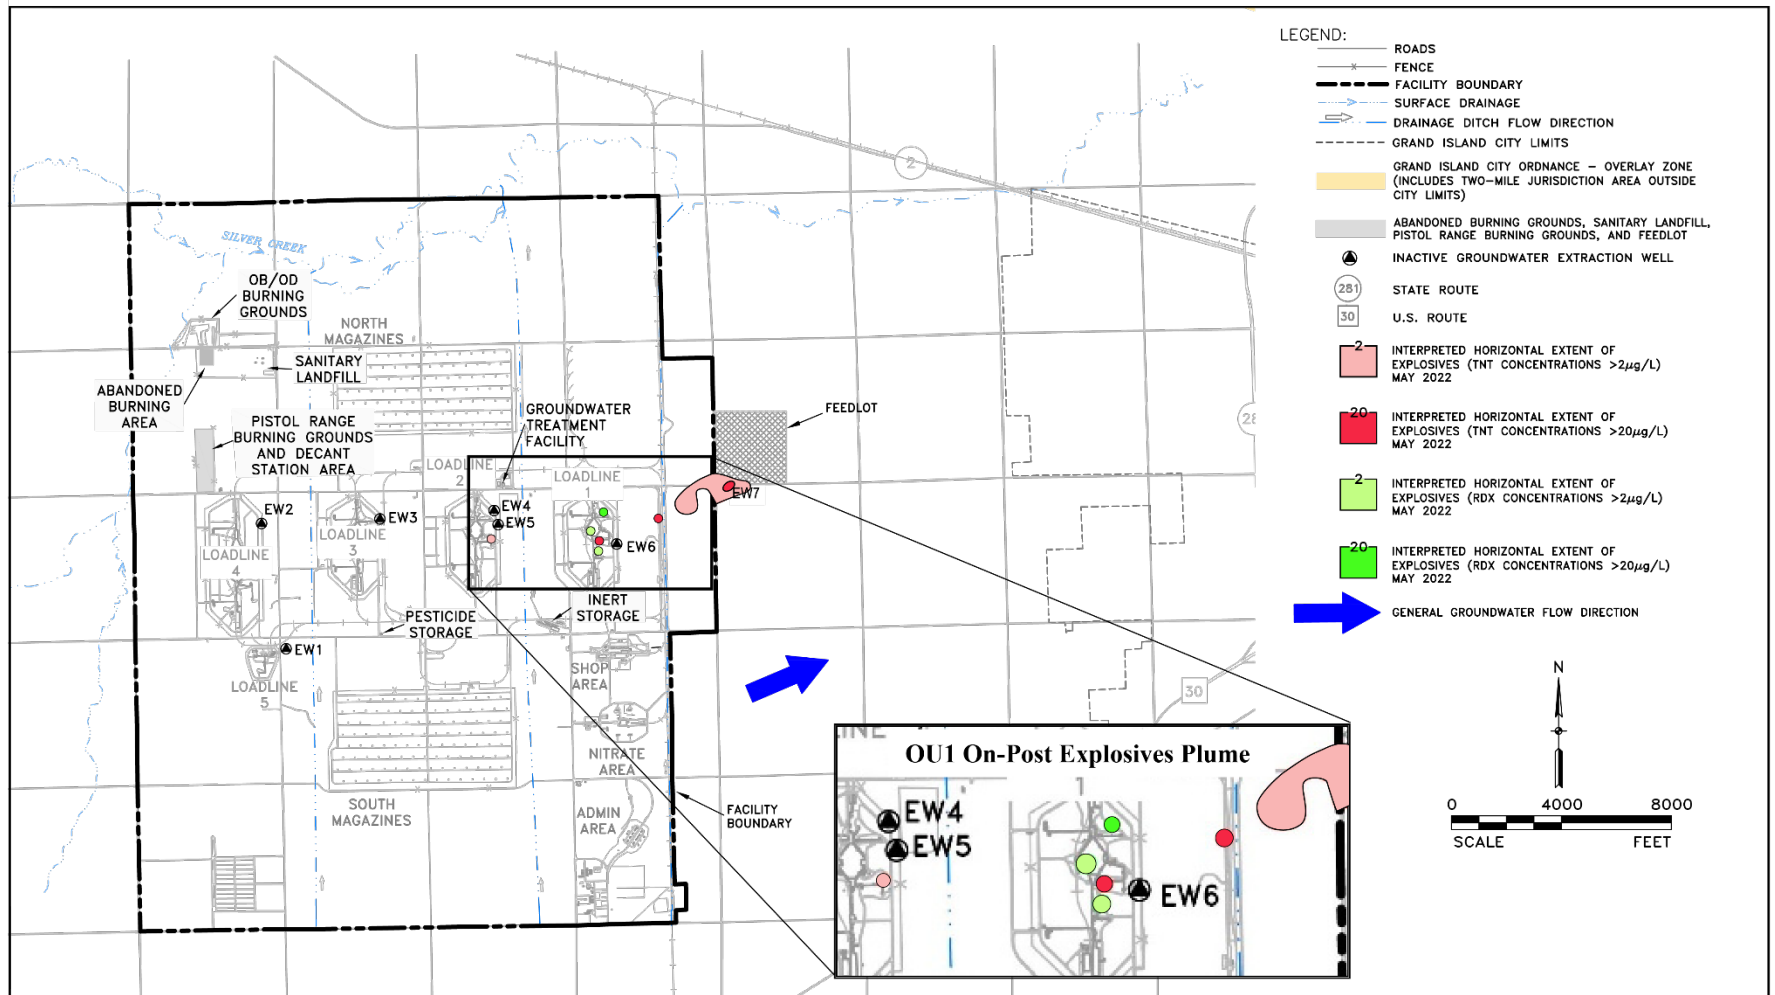 LEGEND:
ROADS
FENCE
FACILITY BOUNDARY
SURFACE DRAINAGE
DRAINAGE DITCH FLOW DIRECTION
GRAND ISLAND CITY LIMITS
GRAND ISLAND CITY ORDNANCE – OVERLAY ZONE
(INCLUDES TWO–MILE JURISDICTION AREA OUTSIDE
CITY LIMITS)
ABANDONED BURNING GROUNDS, SANITARY LANDFILL,
PISTOL RANGE BURNING GROUNDS, AND FEEDLOT
INACTIVE GROUNDWATER EXTRACTION WELL
281
STATE ROUTE
30
U.S. ROUTE
2
INTERPRETED HORIZONTAL EXTENT OF
EXPLOSIVES (TNT CONCENTRATIONS >2µg/L)
MAY 2022
20
INTERPRETED HORIZONTAL EXTENT OF
EXPLOSIVES (TNT CONCENTRATIONS >20µg/L)
MAY 2022
2
INTERPRETED HORIZONTAL EXTENT OF
EXPLOSIVES (RDX CONCENTRATIONS >2µg/L)
MAY 2022
20
INTERPRETED HORIZONTAL EXTENT OF
EXPLOSIVES (RDX CONCENTRATIONS >20µg/L)
MAY 2022
GENERAL GROUNDWATER FLOW DIRECTION
N
0 4000 8000
SCALE FEET
2
28
30
SILVER CREEK
OB/OD
BURNING
GROUNDS
NORTH
MAGAZINES
SANITARY
LANDFILL
ABANDONED
BURNING
AREA
PISTOL RANGE
BURNING GROUNDS
AND DECANT
STATION AREA
GROUNDWATER
TREATMENT
FACILITY
FEEDLOT
LOADLINE
2
LOADLINE
1
EW7
EW2
EW3
EW4
EW5
EW6
LOADLINE
4
LOADLINE
3
INERT
STORAGE
PESTICIDE
STORAGE
EW1
LOADLINE
5
SHOP
AREA
NITRATE
AREA
SOUTH
MAGAZINES
ADMIN
AREA
FACILITY
BOUNDARY
LINE
OU1 On-Post Explosives Plume
EW4
EW5
EW6